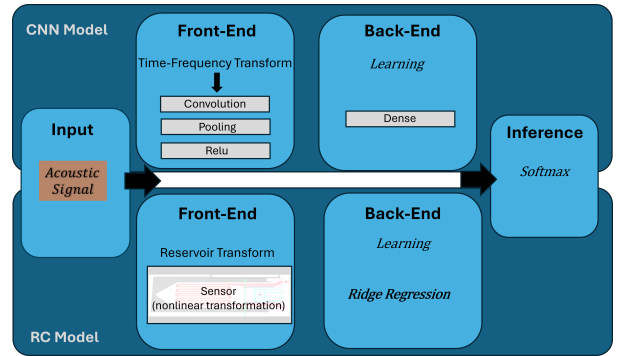 CNN Model
Front-End
Time-Frequency Transform
Convolution
Pooling
Relu
Back-End
Learning
Dense
Input
Acoustic
Signal
Inference
Softmax
Front-End
Reservoir Transform
Sensor
(nonlinear transformation)
Back-End
Learning
Ridge Regression
RC Model